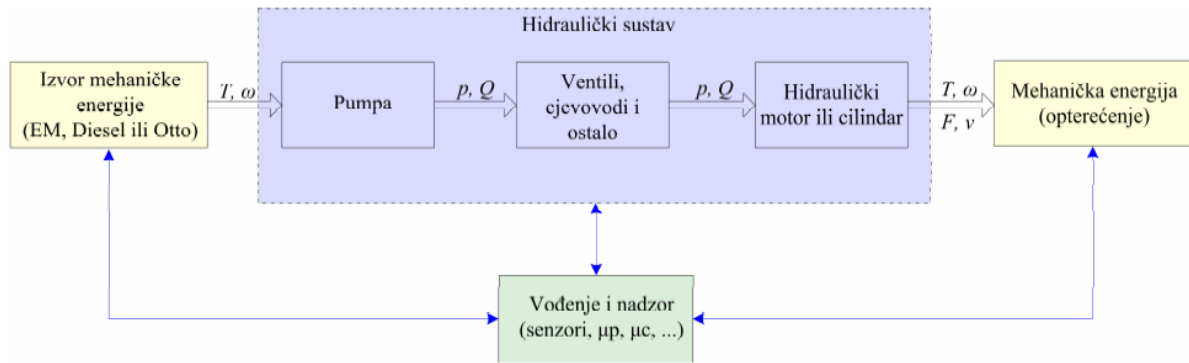 Hidraulički sustav
Izvor mehaničke
energije
(EM, Diesel ili Otto)
T, ω
Pumpa
p, Q
Ventili,
cjevovodi i
ostalo
p, Q
Hidraulički
motor ili cilindar
T, ω
F, v
Mehanička energija
(opterećenje)
Vođenje i nadzor
(senzori, μp, μc, ...)